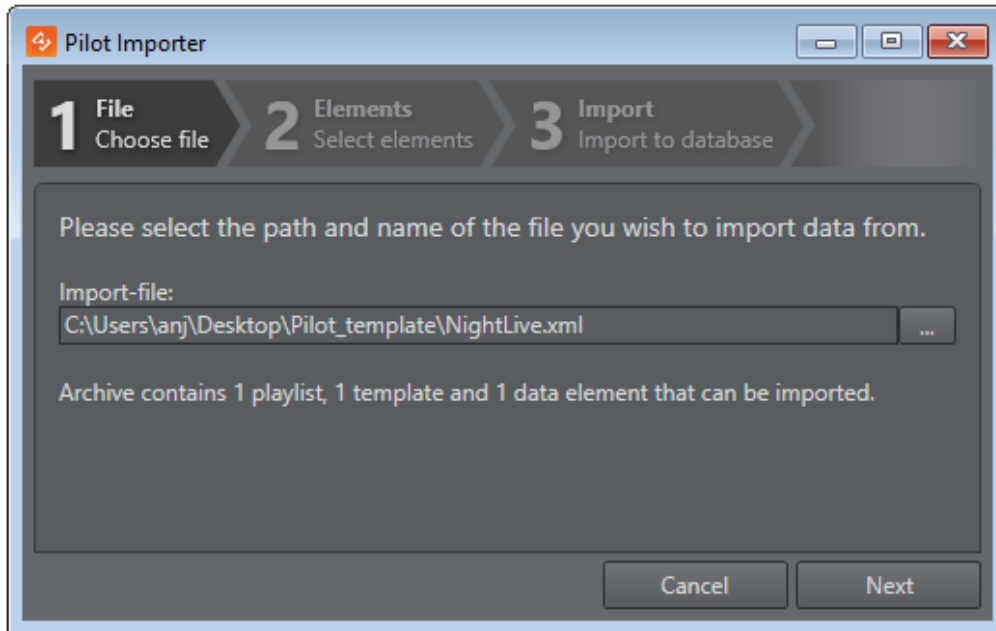 Pilot Importer
1 File
Choose file
2 Elements
Select elements
3 Import
Import to database
Please select the path and name of the file you wish to import data from.
Import-file:
C:\Users\anj\Desktop\Pilot_template\NightLive.xml
...
Archive contains 1 playlist, 1 template and 1 data element that can be imported.
Cancel
Next